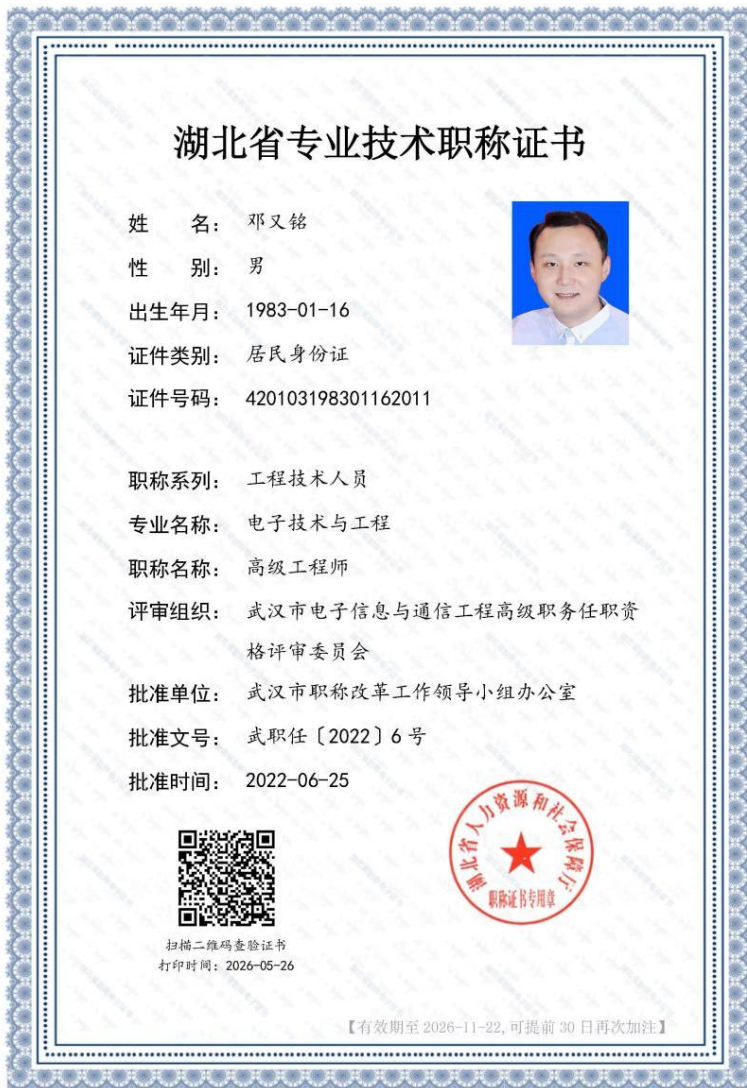 湖北省专业技术职称证书
姓 名: 邓又铭
性 别: 男
出生年月: 1983-01-16
证件类别: 居民身份证
证件号码: 420103198301162011
职称系列: 工程技术人员
专业名称: 电子技术与工程
职称名称: 高级工程师
评审组织: 武汉市电子信息与通信工程高级职务任职资
格评审委员会
批准单位: 武汉市职称改革工作领导小组办公室
批准文号: 武职任〔2022〕6 号
批准时间: 2022-06-25
湖北省人力资源和社会保障厅
职称证书专用章
扫描二维码查验证书
打印时间: 2026-05-26
【有效期至 2026-11-22, 可提前 30 日再次加注】